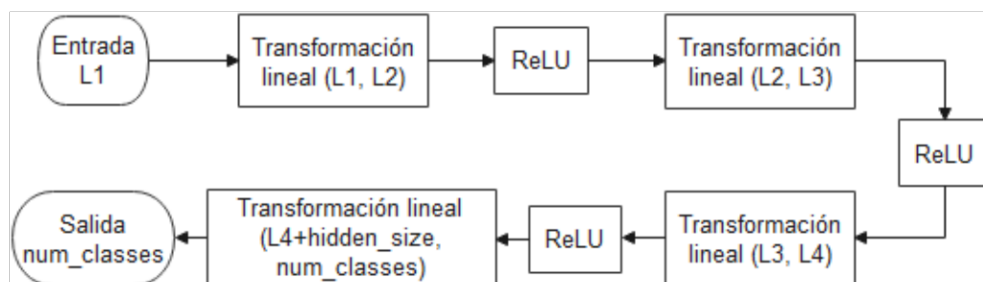 Entrada
L1
Transformación
lineal (L1, L2)
ReLU
Transformación
lineal (L2, L3)
ReLU
Transformación
lineal (L3, L4)
ReLU
Transformación lineal
(L4+hidden_size,
num_classes)
Salida
num_classes